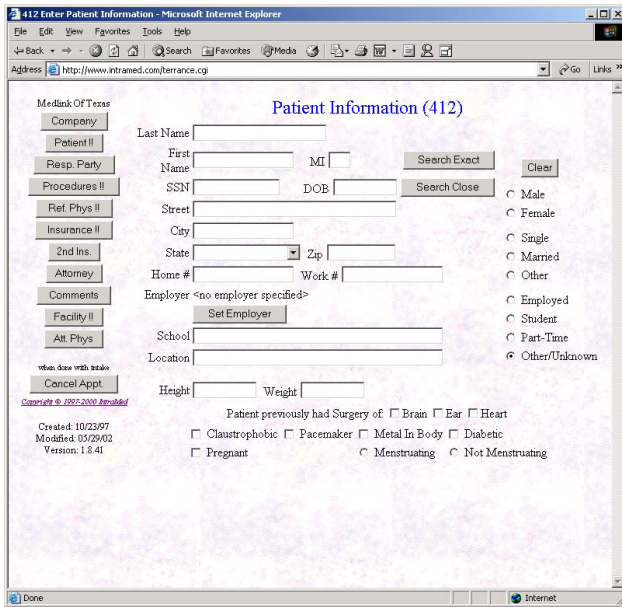 412 Enter Patient Information - Microsoft Internet Explorer
File Edit View Favorites Tools Help
Back Search Favorites Media
Address http://www.intramed.com/terrance.cgi Go Links »
Medlink Of Texas
Company
Patient !!
Resp. Party
Procedures !!
Ref. Phys !!
Insurance !!
2nd Ins.
Attorney
Comments
Facility !!
Att. Phys
when done with intake
Cancel Appt.
Copyright © 1997-2000 IntraMed
Created: 10/23/97
Modified: 05/29/02
Version: 1.8.41
Patient Information (412)
Last Name
First Name MI Search Exact
SSN DOB Search Close
Street
City
State Zip
Home # Work #
Employer <no employer specified>
Set Employer
School
Location
Height Weight
Patient previously had Surgery of: Brain Ear Heart
Claustrophobic Pacemaker Metal In Body Diabetic
Pregnant Menstruating Not Menstruating
Clear
Male
Female
Single
Married
Other
Employed
Student
Part-Time
Other/Unknown
Done Internet